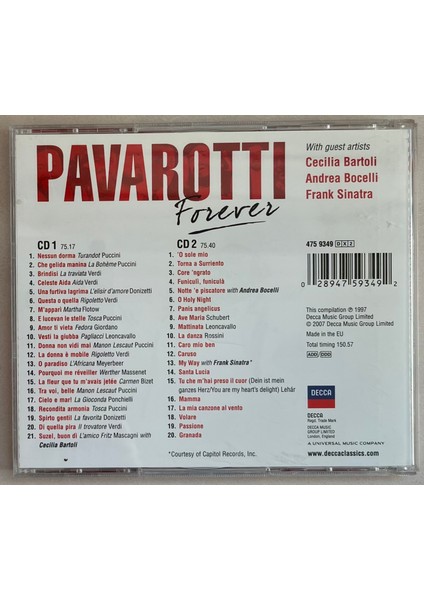 PAVAROTTI
Forever
With guest artists
Cecilia Bartoli
Andrea Bocelli
Frank Sinatra
CD 1 75.17
1. Nessun dorma Turandot Puccini
2. Che gelida manina La Bohème Puccini
3. Brindisi La traviata Verdi
4. Celeste Aida Aida Verdi
5. Una furtiva lagrima L'elisir d'amore Donizetti
6. Questa o quella Rigoletto Verdi
7. M'appari Martha Flotow
8. E lucevan le stelle Tosca Puccini
9. Amor ti vieta Fedora Giordano
10. Vesti la giubba Pagliacci Leoncavallo
11. Donna non vidi mai Manon Lescaut Puccini
12. La donna è mobile Rigoletto Verdi
13. O paradiso L'Africana Meyerbeer
14. Pourquoi me réveiller Werther Massenet
15. La fleur que tu m'avais jetée Carmen Bizet
16. Tra voi, belle Manon Lescaut Puccini
17. Cielo e mar! La Gioconda Ponchielli
18. Recondita armonia Tosca Puccini
19. Spirto gentil La favorita Donizetti
20. Di quella pira Il trovatore Verdi
21. Suzel, buon dì L'amico Fritz Mascagni with
Cecilia Bartoli
CD 2 75.40
1. 'O sole mio
2. Torna a Surriento
3. Core 'ngrato
4. Funiculì, funiculà
5. Notte 'e piscatore with Andrea Bocelli
6. O Holy Night
7. Panis angelicus
8. Ave Maria Schubert
9. Mattinata Leoncavallo
10. La danza Rossini
11. Caro mio ben
12. Caruso
13. My Way with Frank Sinatra*
14. Santa Lucia
15. Tu che m'hai preso il cuor (Dein ist mein
ganzes Herz/You are my heart's delight) Lehár
16. Mamma
17. La mia canzone al vento
18. Volare
19. Passione
20. Granada
*Courtesy of Capitol Records, Inc.
475 9349 DX2
0 28947 59349 2
This compilation ℗ 1997
Decca Music Group Limited
© 2007 Decca Music Group Limited
Made in the EU
Total timing 150.57
ADD/DDD
DECCA
DECCA
Regd. Trade Mark
DECCA MUSIC
GROUP LIMITED
London, England
A UNIVERSAL MUSIC COMPANY
www.deccaclassics.com